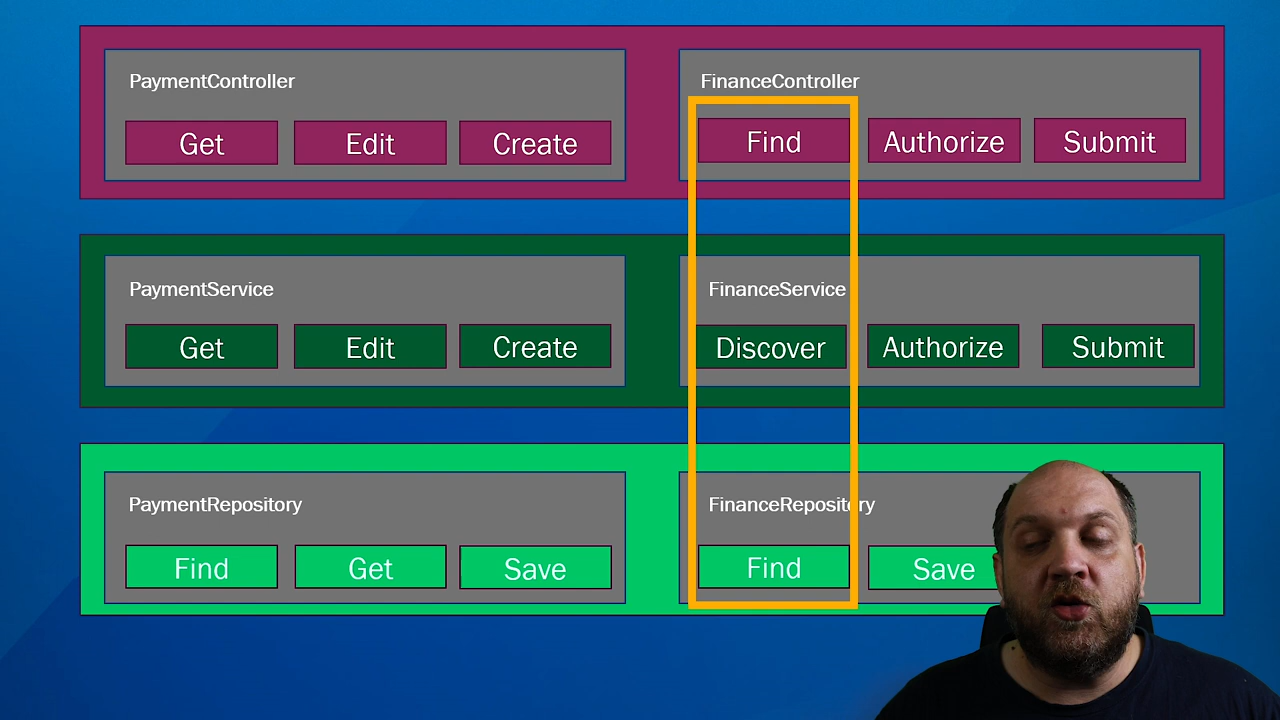 PaymentController
Get Edit Create
FinanceController
Find Authorize Submit
PaymentService
Get Edit Create
FinanceService
Discover Authorize Submit
PaymentRepository
Find Get Save
FinanceRepository
Find Save